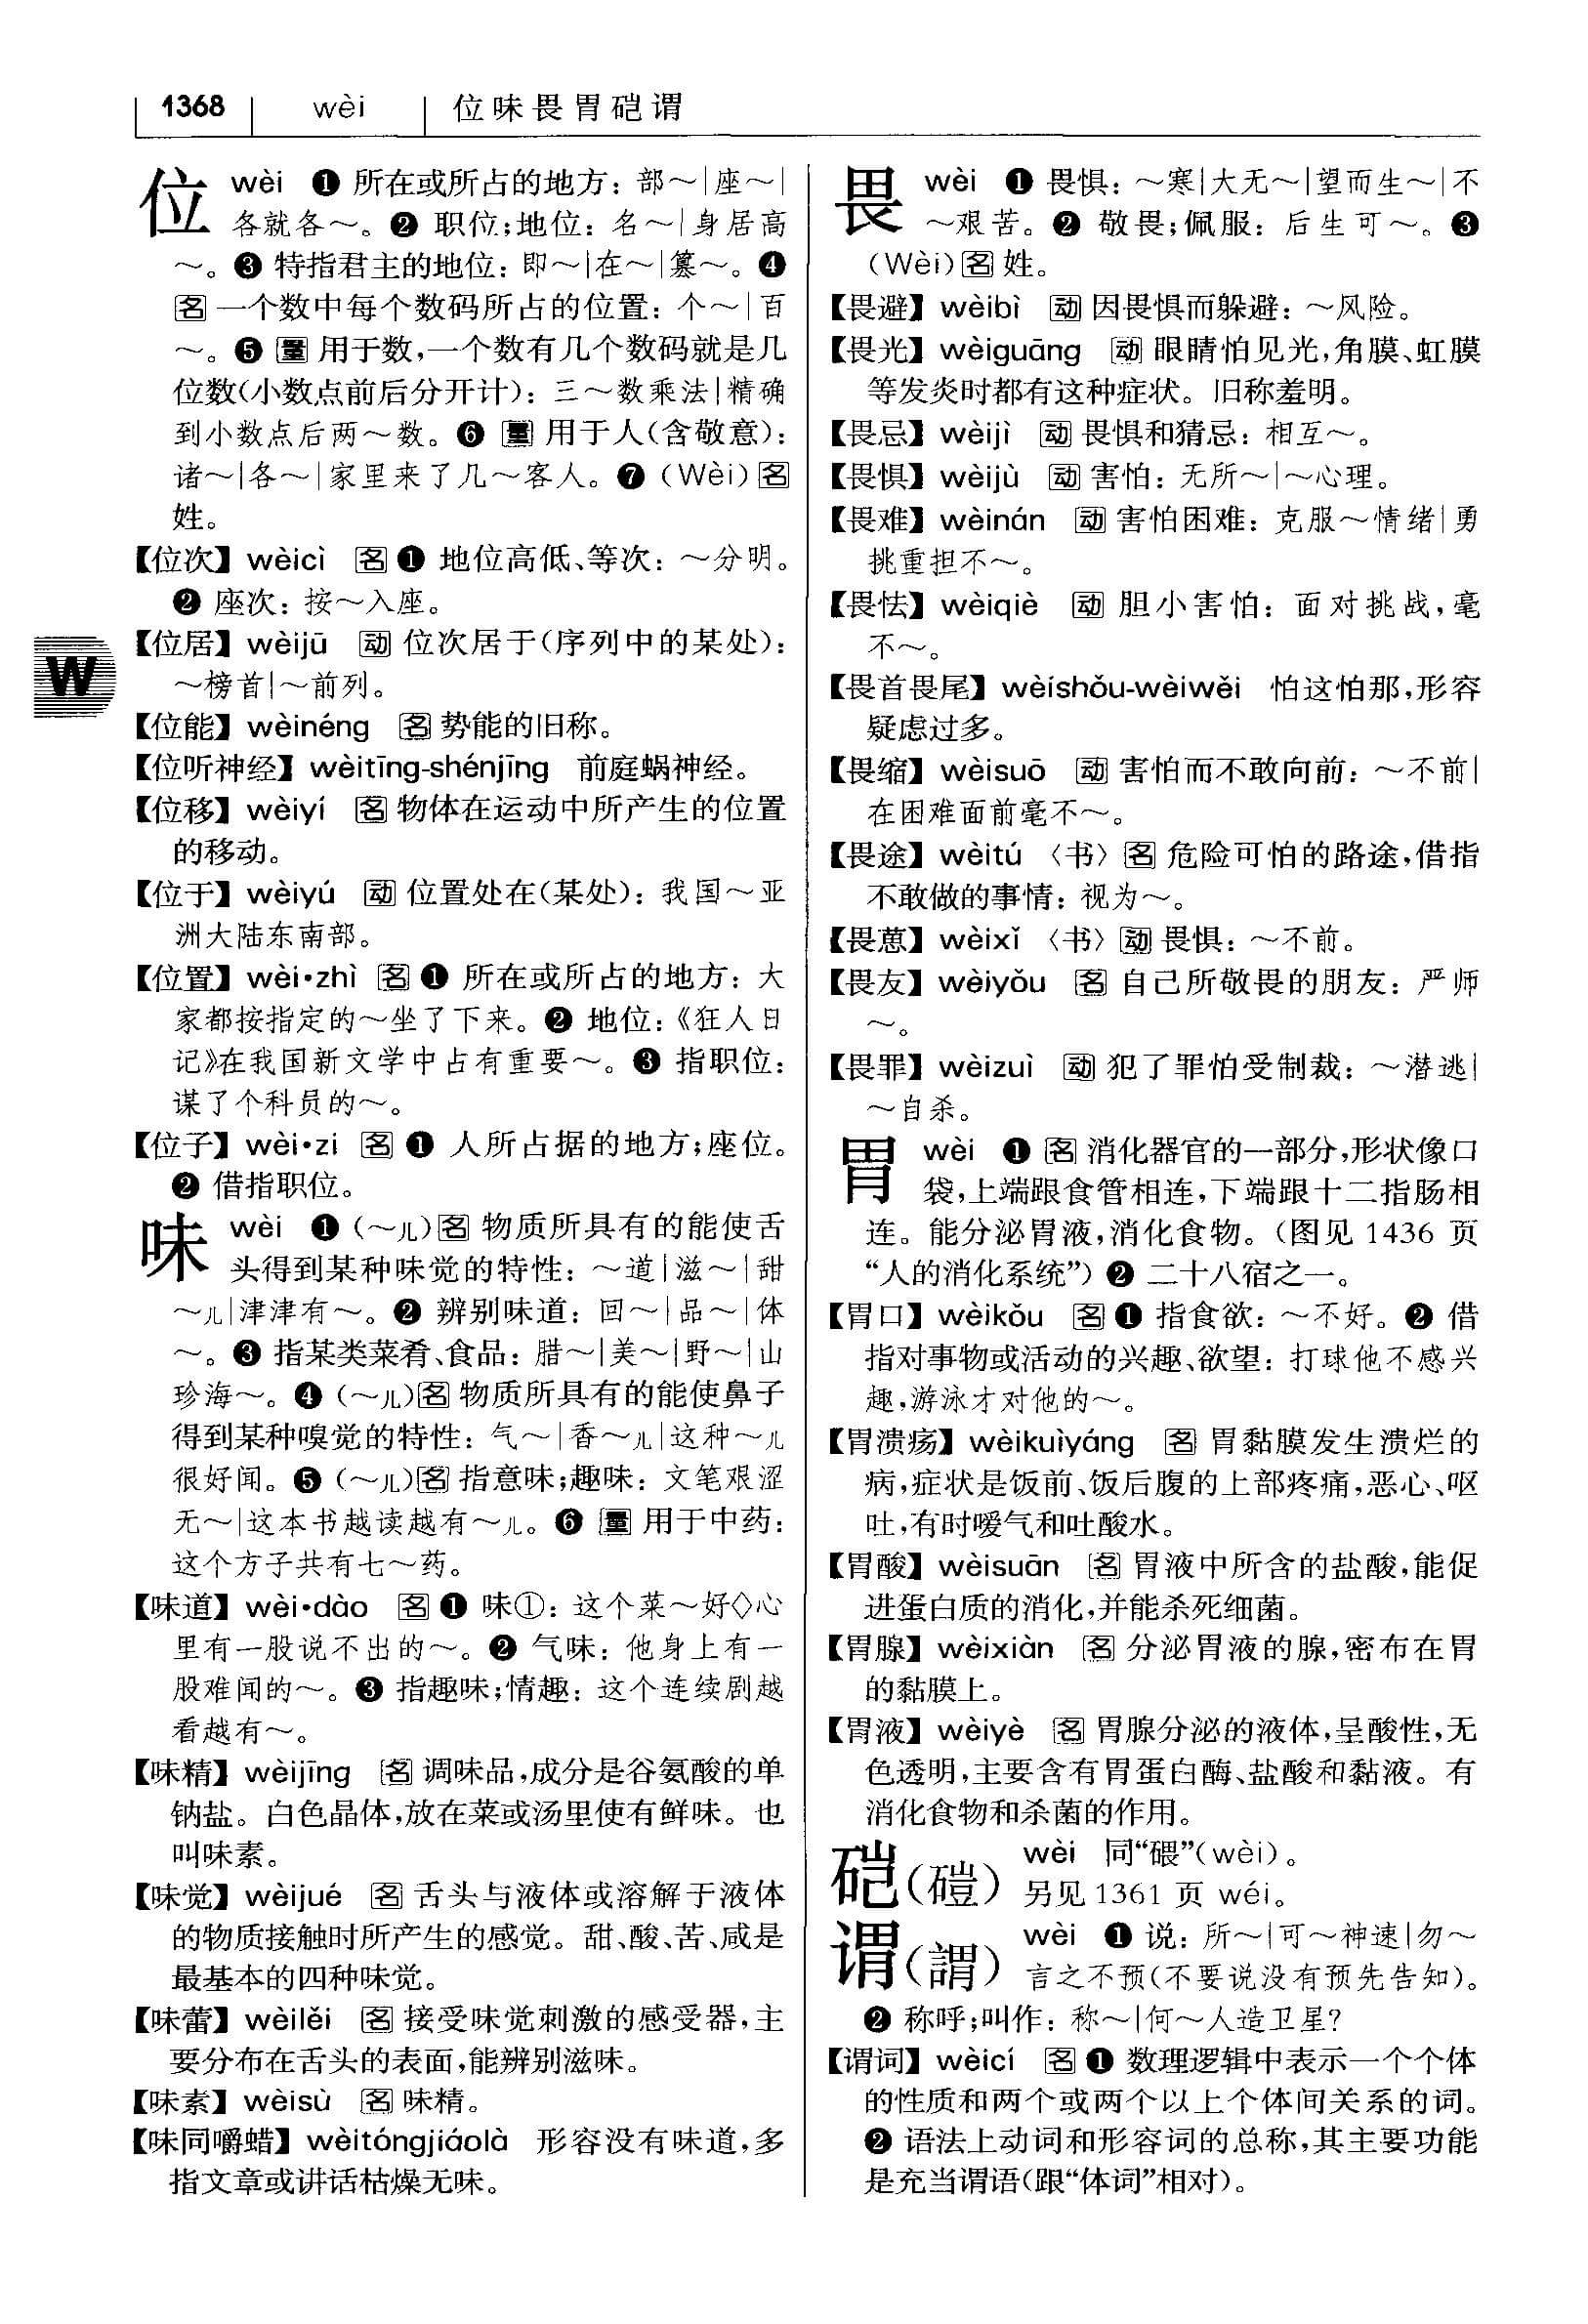 1368 wèi 位味畏胃硙谓
位 wèi ❶ 所在或所占的地方：部～|座～|
各就各～。❷ 职位；地位：名～|身居高
～。❸ 特指君主的地位：即～|在～|篡～。❹
名 一个数中每个数码所占的位置：个～|百
～。❺ 量 用于数，一个数有几个数码就是几
位数（小数点前后分开计）：三～数乘法|精确
到小数点后两～数。❻ 量 用于人（含敬意）：
诸～|各～|家里来了几～客人。❼（Wèi）名
姓。
【位次】wèicì 名 ❶ 地位高低、等次：～分明。
❷ 座次：按～入座。
【位居】wèijū 动 位次居于（序列中的某处）：
～榜首|～前列。
W
【位能】wèinéng 名 势能的旧称。
【位听神经】wèitīng-shénjīng 前庭蜗神经。
【位移】wèiyí 名 物体在运动中所产生的位置
的移动。
【位于】wèiyú 动 位置处在（某处）：我国～亚
洲大陆东南部。
【位置】wèi•zhì 名 ❶ 所在或所占的地方：大
家都按指定的～坐了下来。❷ 地位：《狂人日
记》在我国新文学中占有重要～。❸ 指职位：
谋了个科员的～。
【位子】wèi•zi 名 ❶ 人所占据的地方；座位。
❷ 借指职位。
味 wèi ❶（～儿）名 物质所具有的能使舌
头得到某种味觉的特性：～道|滋～|甜
～儿|津津有～。❷ 辨别味道：回～|品～|体
～。❸ 指某类菜肴、食品：腊～|美～|野～|山
珍海～。❹（～儿）名 物质所具有的能使鼻子
得到某种嗅觉的特性：气～|香～儿|这种～儿
很好闻。❺（～儿）名 指意味；趣味：文笔艰涩
无～|这本书越读越有～儿。❻ 量 用于中药：
这个方子共有七～药。
【味道】wèi•dào 名 ❶ 味①：这个菜～好◇心
里有一股说不出的～。❷ 气味：他身上有一
股难闻的～。❸ 指趣味；情趣：这个连续剧越
看越有～。
【味精】wèijīng 名 调味品，成分是谷氨酸的单
钠盐。白色晶体，放在菜或汤里使有鲜味。也
叫味素。
【味觉】wèijué 名 舌头与液体或溶解于液体
的物质接触时所产生的感觉。甜、酸、苦、咸是
最基本的四种味觉。
【味蕾】wèilěi 名 接受味觉刺激的感受器，主
要分布在舌头的表面，能辨别滋味。
【味素】wèisù 名 味精。
【味同嚼蜡】wèitóngjiáolà 形容没有味道，多
指文章或讲话枯燥无味。
畏 wèi ❶ 畏惧：～寒|大无～|望而生～|不
～艰苦。❷ 敬畏；佩服：后生可～。❸
（Wèi）名 姓。
【畏避】wèibì 动 因畏惧而躲避：～风险。
【畏光】wèiguāng 动 眼睛怕见光，角膜、虹膜
等发炎时都有这种症状。旧称羞明。
【畏忌】wèijì 动 畏惧和猜忌：相互～。
【畏惧】wèijù 动 害怕：无所～|～心理。
【畏难】wèinán 动 害怕困难：克服～情绪|勇
挑重担不～。
【畏怯】wèiqiè 动 胆小害怕：面对挑战，毫
不～。
【畏首畏尾】wèishǒu-wèiwěi 怕这怕那，形容
疑虑过多。
【畏缩】wèisuō 动 害怕而不敢向前：～不前|
在困难面前毫不～。
【畏途】wèitú〈书〉名 危险可怕的路途，借指
不敢做的事情：视为～。
【畏葸】wèixǐ〈书〉动 畏惧：～不前。
【畏友】wèiyǒu 名 自己所敬畏的朋友：严师
～。
【畏罪】wèizuì 动 犯了罪怕受制裁：～潜逃|
～自杀。
胃 wèi ❶ 名 消化器官的一部分，形状像口
袋，上端跟食管相连，下端跟十二指肠相
连。能分泌胃液，消化食物。（图见 1436 页
“人的消化系统”）❷ 二十八宿之一。
【胃口】wèikǒu 名 ❶ 指食欲：～不好。❷ 借
指对事物或活动的兴趣、欲望：打球他不感兴
趣，游泳才对他的～。
【胃溃疡】wèikuìyáng 名 胃黏膜发生溃烂的
病，症状是饭前、饭后腹的上部疼痛，恶心、呕
吐，有时嗳气和吐酸水。
【胃酸】wèisuān 名 胃液中所含的盐酸，能促
进蛋白质的消化，并能杀死细菌。
【胃腺】wèixiàn 名 分泌胃液的腺，密布在胃
的黏膜上。
【胃液】wèiyè 名 胃腺分泌的液体，呈酸性，无
色透明，主要含有胃蛋白酶、盐酸和黏液。有
消化食物和杀菌的作用。
硙（磑） wèi 同“碨”（wèi）。
另见 1361 页 wéi。
谓（謂） wèi ❶ 说：所～|可～神速|勿～
言之不预（不要说没有预先告知）。
❷ 称呼；叫作：称～|何～人造卫星？
【谓词】wèicí 名 ❶ 数理逻辑中表示一个个体
的性质和两个或两个以上个体间关系的词。
❷ 语法上动词和形容词的总称，其主要功能
是充当谓语（跟“体词”相对）。